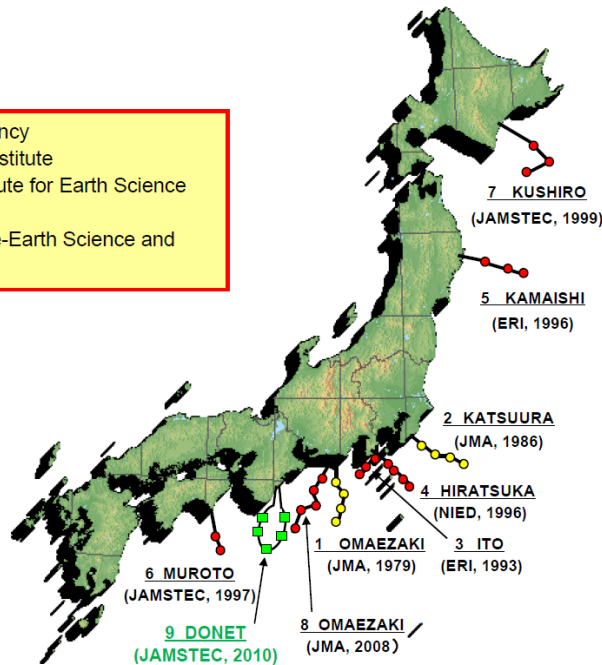 ncy
stitute
ute for Earth Science
e-Earth Science and
7 KUSHIRO
(JAMSTEC, 1999)
5 KAMAISHI
(ERI, 1996)
2 KATSUURA
(JMA, 1986)
4 HIRATSUKA
(NIED, 1996)
1 OMAEZAKI
(JMA, 1979)
3 ITO
(ERI, 1993)
6 MUROTO
(JAMSTEC, 1997)
8 OMAEZAKI
(JMA, 2008)
9 DONET
(JAMSTEC, 2010)